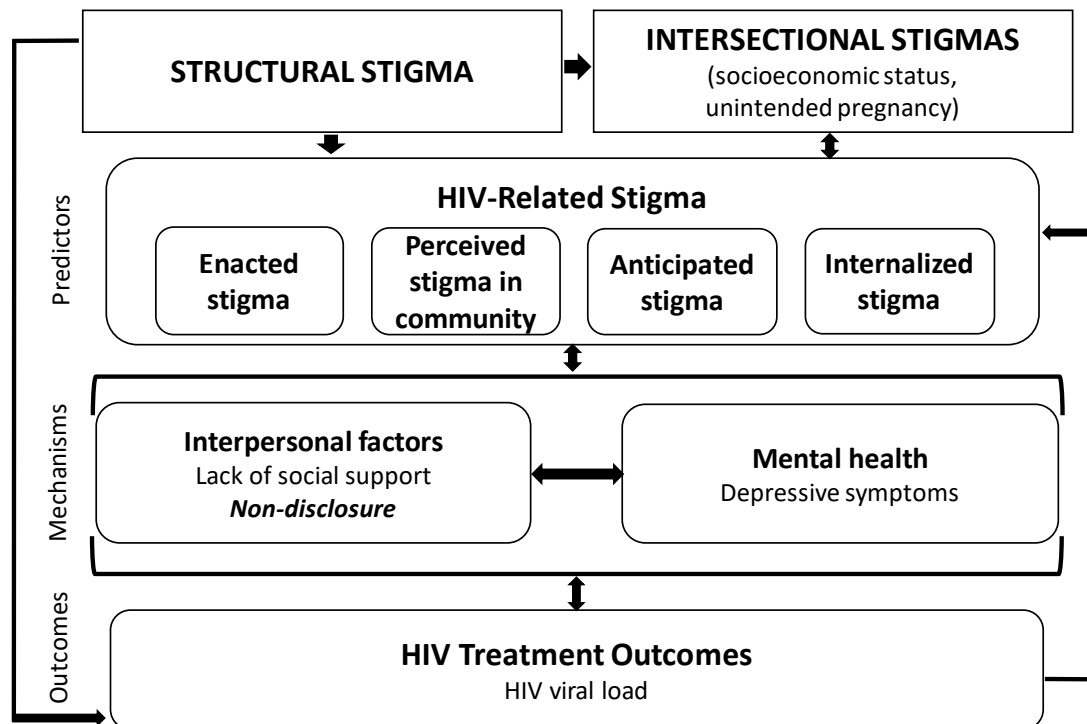 STRUCTURAL STIGMA
INTERSECTIONAL STIGMAS
(socioeconomic status,
unintended pregnancy)
Predictors
HIV-Related Stigma
Enacted
stigma
Perceived
stigma in
community
Anticipated
stigma
Internalized
stigma
Mechanisms
Interpersonal factors
Lack of social support
Non-disclosure
Mental health
Depressive symptoms
Outcomes
HIV Treatment Outcomes
HIV viral load